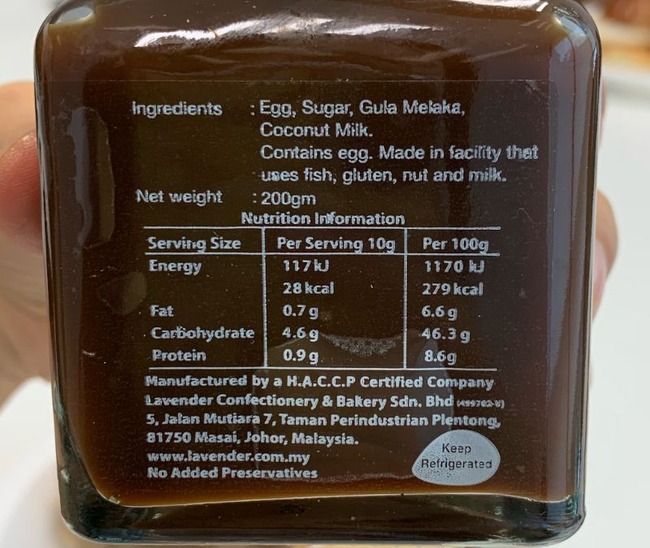 Ingredients : Egg, Sugar, Gula Melaka,
Coconut Milk.
Contains egg. Made in facility that
uses fish, gluten, nut and milk.
Net weight : 200gm
Nutrition Information
Serving Size Per Serving 10g Per 100g
Energy 117 kJ 1170 kJ
28 kcal 279 kcal
Fat 0.7 g 6.6 g
Carbohydrate 4.6 g 46.3 g
Protein 0.9 g 8.6g
Manufactured by a H.A.C.C.P Certified Company
Lavender Confectionery & Bakery Sdn. Bhd
5, Jalan Mutiara 7, Taman Perindustrian Plentong,
81750 Masai, Johor, Malaysia.
www.lavender.com.my
No Added Preservatives
Keep
Refrigerated